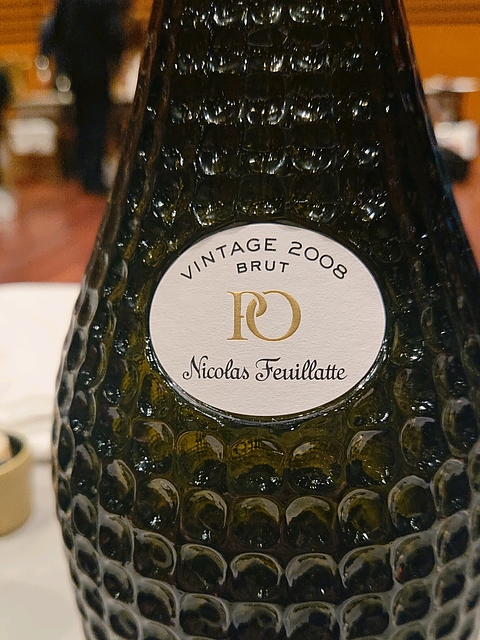 VINTAGE 2008
BRUT
PO
Nicolas Feuillatte